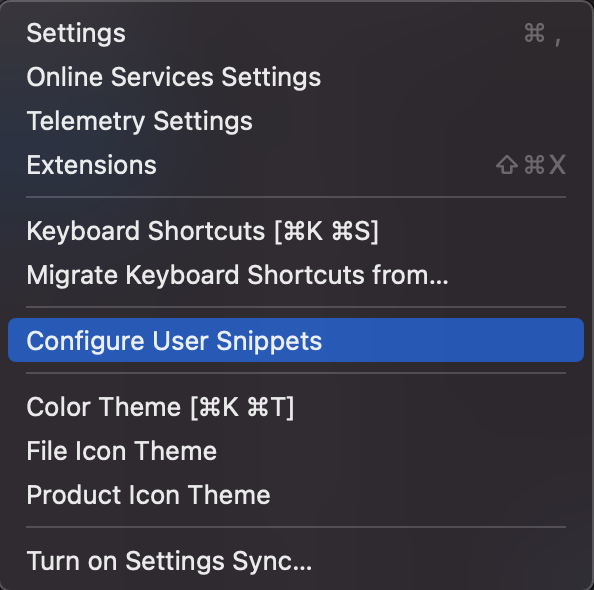 Settings ⌘ ,
Online Services Settings
Telemetry Settings
Extensions ⇧⌘X
Keyboard Shortcuts [⌘K ⌘S]
Migrate Keyboard Shortcuts from...
Configure User Snippets
Color Theme [⌘K ⌘T]
File Icon Theme
Product Icon Theme
Turn on Settings Sync...